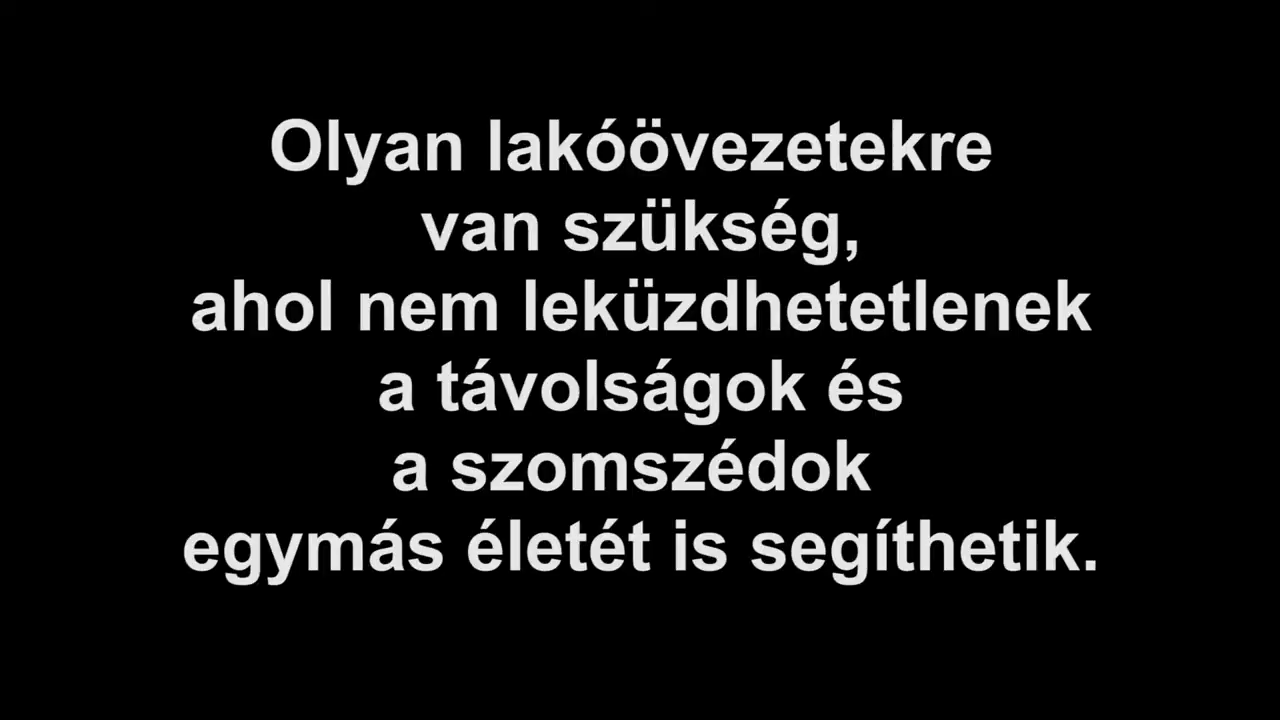 Olyan lakóövezetekre
van szükség,
ahol nem leküzdhetetlenek
a távolságok és
a szomszédok
egymás életét is segíthetik.